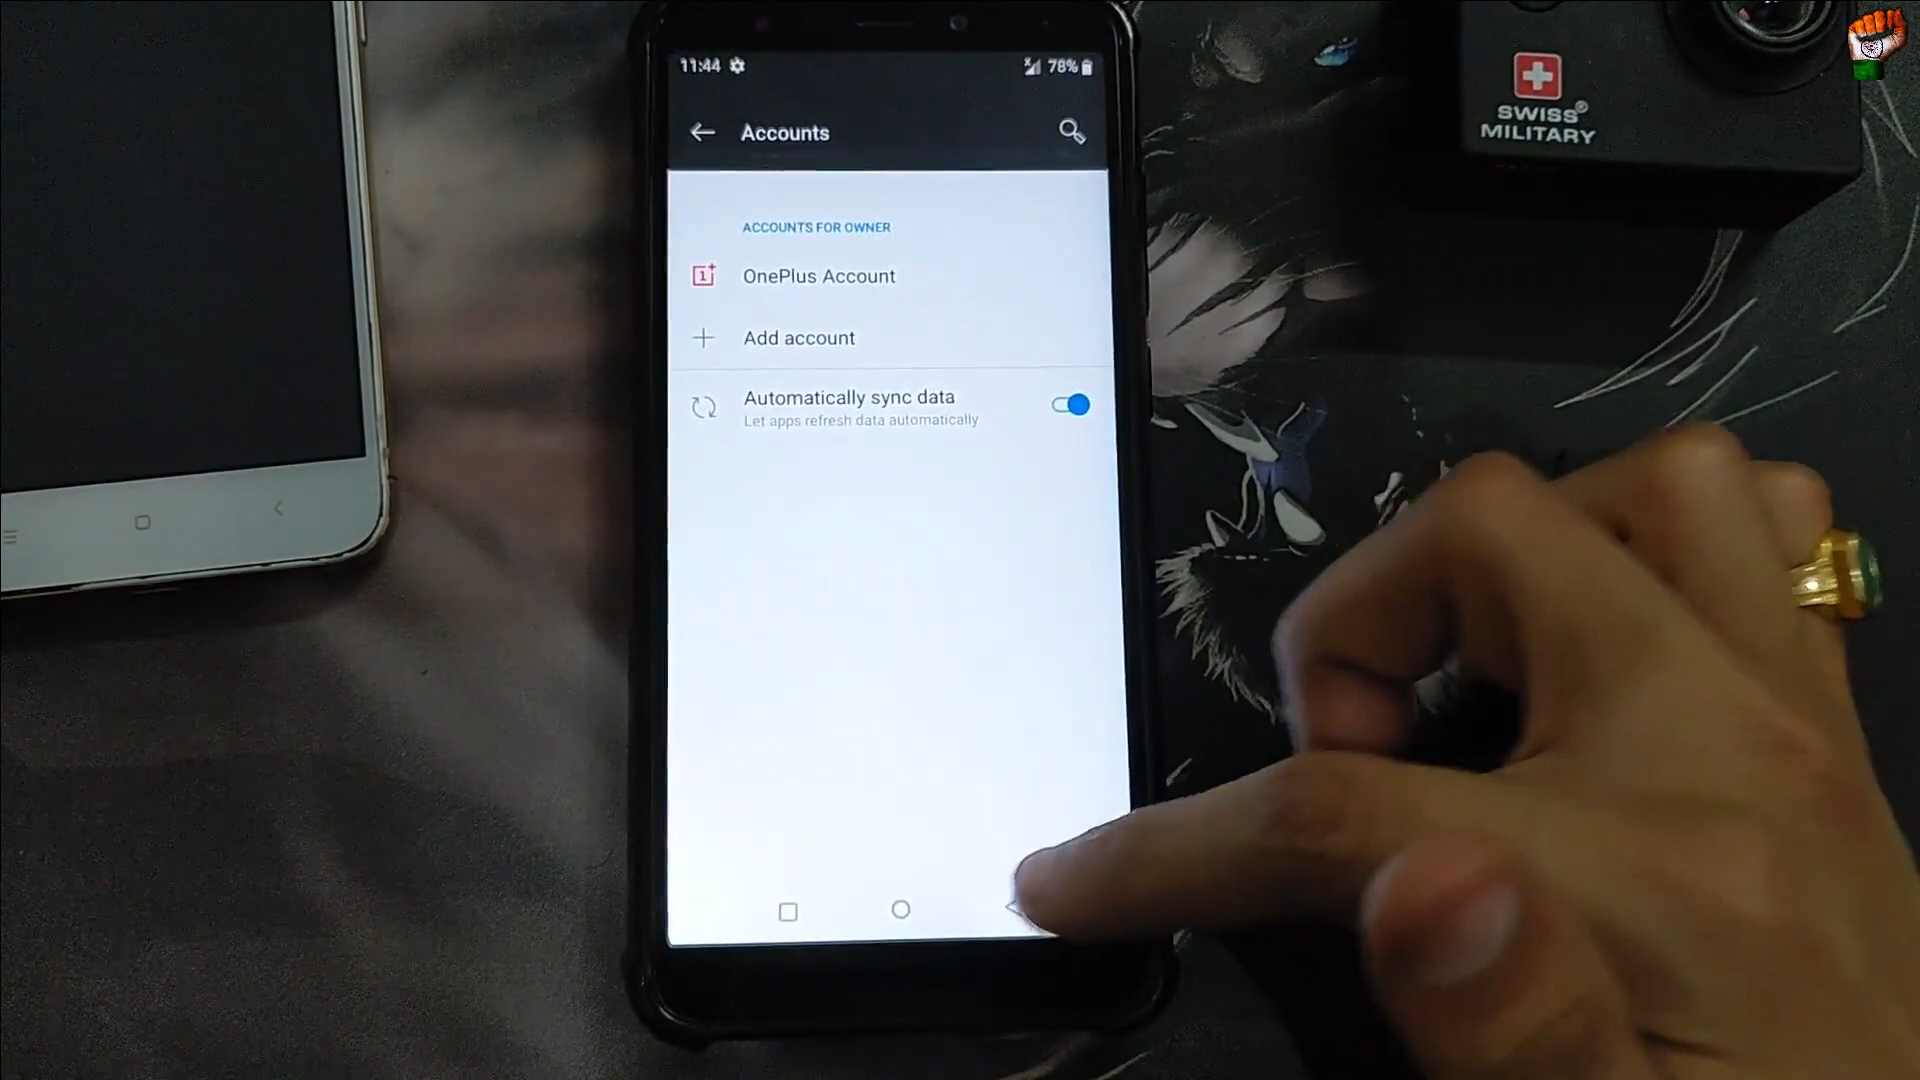 11:44
78%
Accounts
ACCOUNTS FOR OWNER
OnePlus Account
Add account
Automatically sync data
Let apps refresh data automatically
SWISS®
MILITARY